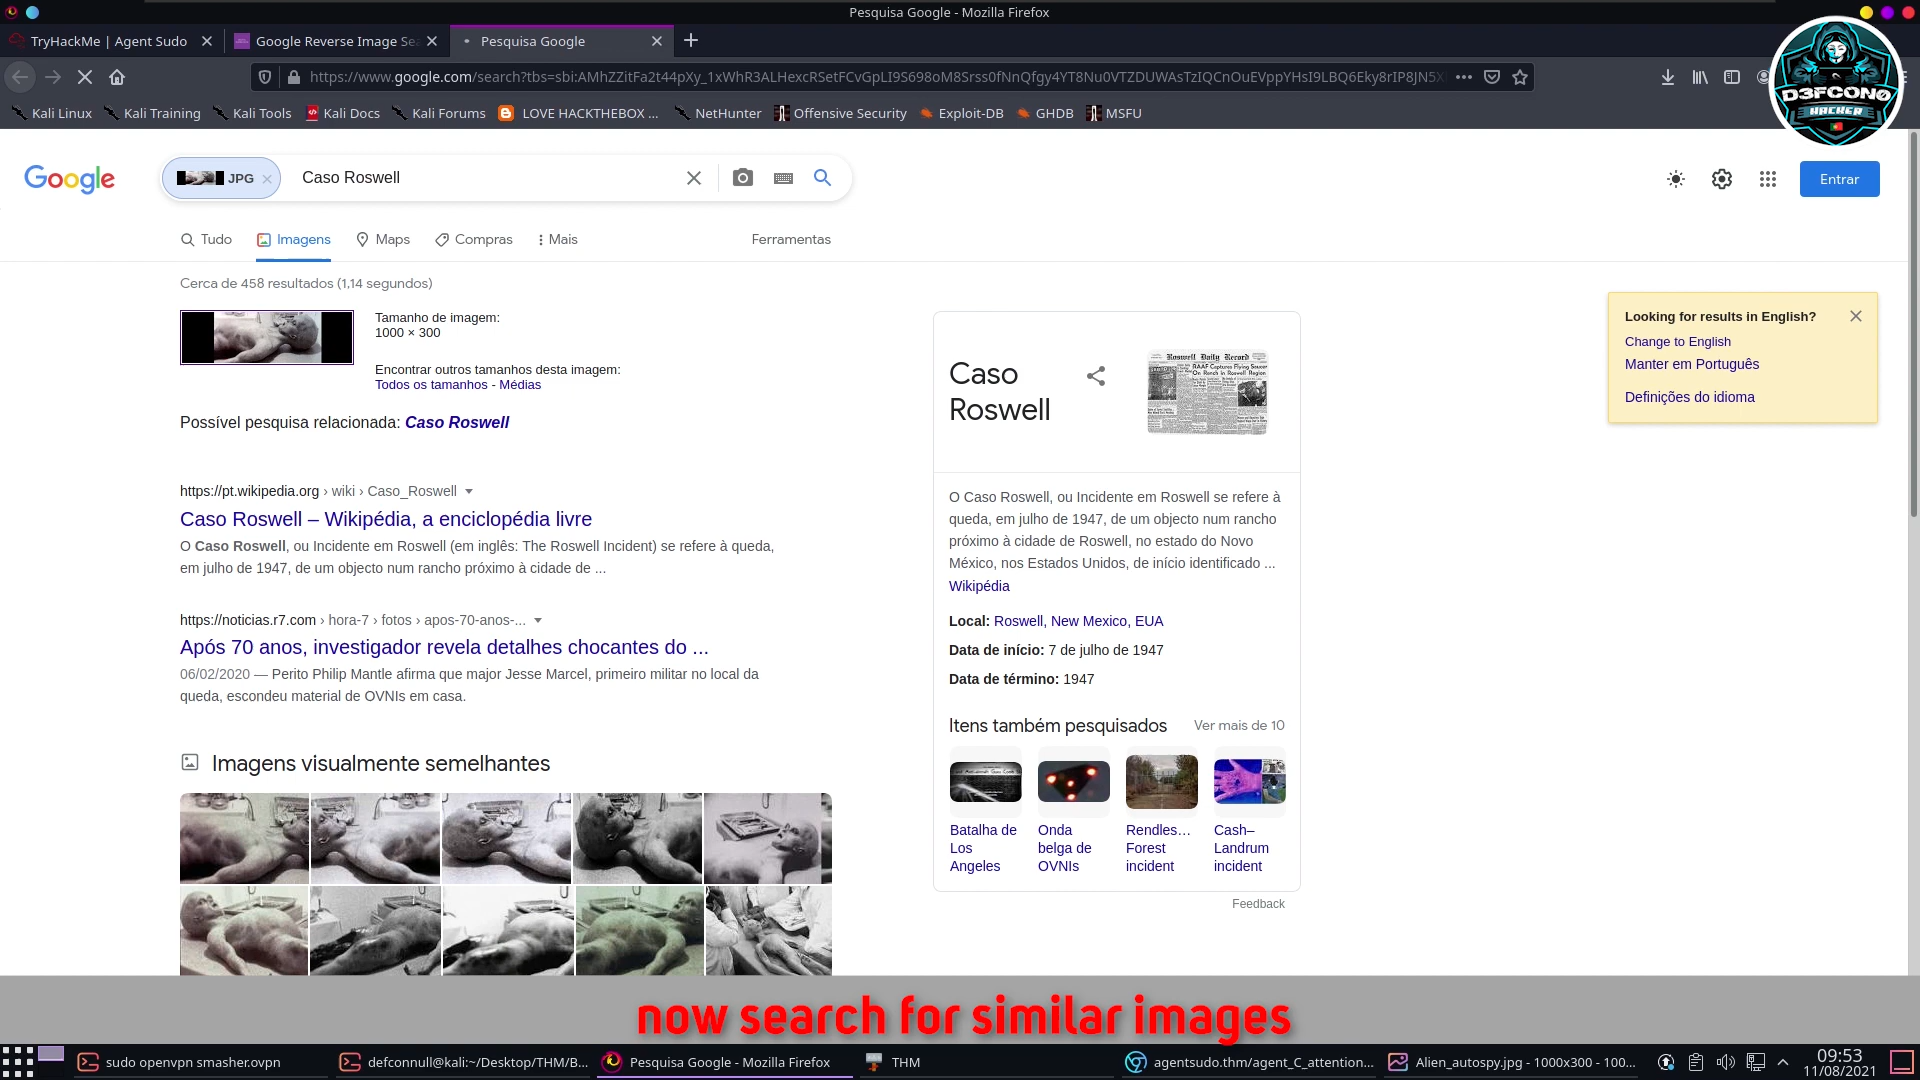 Pesquisa Google - Mozilla Firefox
TryHackMe | Agent Sudo
Google Reverse Image Sea
Pesquisa Google
https://www.google.com/search?tbs=sbi:AMhZZitFa2t44pXy_1xWhR3ALHexcRSetFCvGpLI9S698oM8Srss0fNnQfgy4YT8Nu0VTZDUWAsTzIQCnOuEVppYHsI9LBQ6Eky8rIP8JN5X
Kali Linux
Kali Training
Kali Tools
Kali Docs
Kali Forums
LOVE HACKTHEBOX ...
NetHunter
Offensive Security
Exploit-DB
GHDB
MSFU
D3FCON0
HACKER
Google
JPG
Caso Roswell
Entrar
Tudo
Imagens
Maps
Compras
Mais
Ferramentas
Cerca de 458 resultados (1,14 segundos)
Tamanho de imagem:
1000 × 300
Encontrar outros tamanhos desta imagem:
Todos os tamanhos - Médias
Possível pesquisa relacionada: Caso Roswell
https://pt.wikipedia.org › wiki › Caso_Roswell
Caso Roswell – Wikipédia, a enciclopédia livre
O Caso Roswell, ou Incidente em Roswell (em inglês: The Roswell Incident) se refere à queda,
em julho de 1947, de um objecto num rancho próximo à cidade de ...
https://noticias.r7.com › hora-7 › fotos › apos-70-anos-...
Após 70 anos, investigador revela detalhes chocantes do ...
06/02/2020 — Perito Philip Mantle afirma que major Jesse Marcel, primeiro militar no local da
queda, escondeu material de OVNIs em casa.
Imagens visualmente semelhantes
Caso
Roswell
Roswell Daily Record
RAAF Captures Flying Saucer
On Ranch in Roswell Region
O Caso Roswell, ou Incidente em Roswell se refere à
queda, em julho de 1947, de um objecto num rancho
próximo à cidade de Roswell, no estado do Novo
México, nos Estados Unidos, de início identificado ...
Wikipédia
Local: Roswell, New Mexico, EUA
Data de início: 7 de julho de 1947
Data de término: 1947
Itens também pesquisados
Ver mais de 10
Batalha de
Los
Angeles
Onda
belga de
OVNIs
Rendles...
Forest
incident
Cash–
Landrum
incident
Feedback
Looking for results in English?
Change to English
Manter em Português
Definições do idioma
now search for similar images
sudo openvpn smasher.ovpn
defconnull@kali:~/Desktop/THM/B...
Pesquisa Google - Mozilla Firefox
THM
agentsudo.thm/agent_C_attention...
Alien_autospy.jpg - 1000x300 - 100...
09:53
11/08/2021